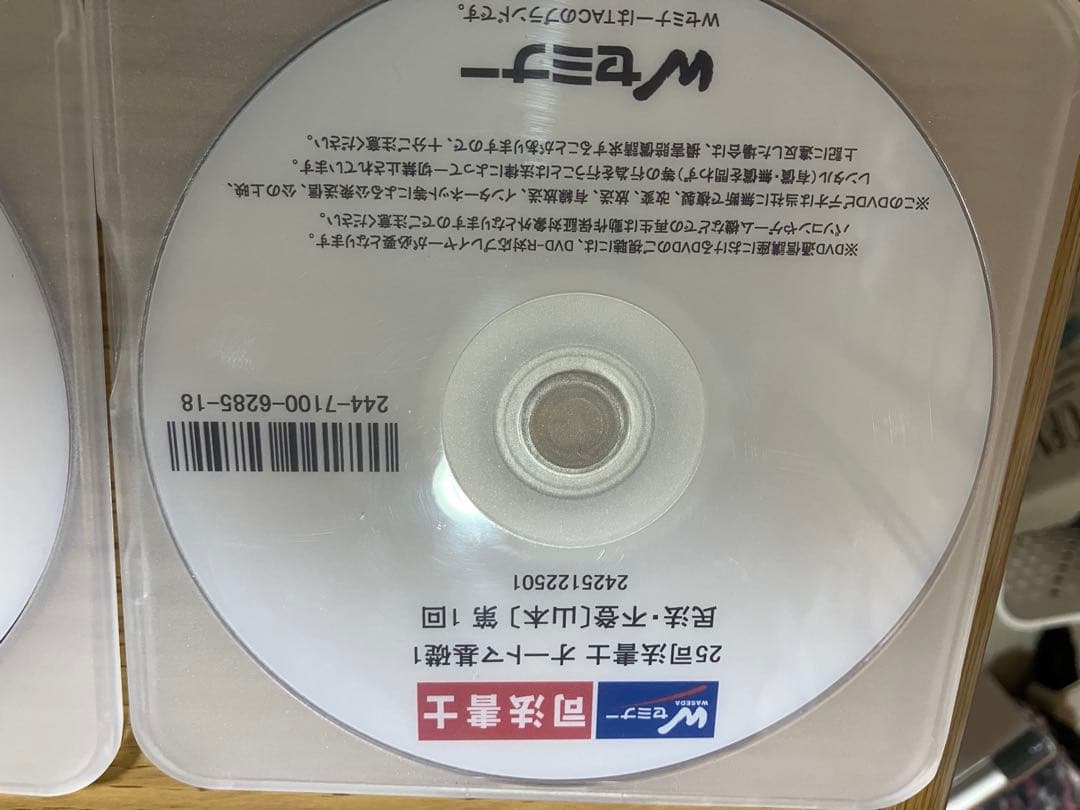 Wセミナー
WASEDA
司法書士
25司法書士 オートマ基礎1
民法・不登〔山本〕 第1回
2425122501
244-7100-6285-18
※DVD通信講座におけるDVDのご視聴には、DVD-R対応プレイヤーが必要となります。
パソコンやゲーム機などでの再生は動作保証対象外となりますのでご注意ください。
※このDVDビデオは当社に無断で複製、改変、放送、有線放送、インターネット等による公衆送信、公の上映、
レンタル(有償・無償を問わず)等の行為を行うことは法律によって一切禁止されています。
上記に違反した場合は、損害賠償請求することがありますので、十分ご注意ください。
Wセミナー
WセミナーはTACのブランドです。